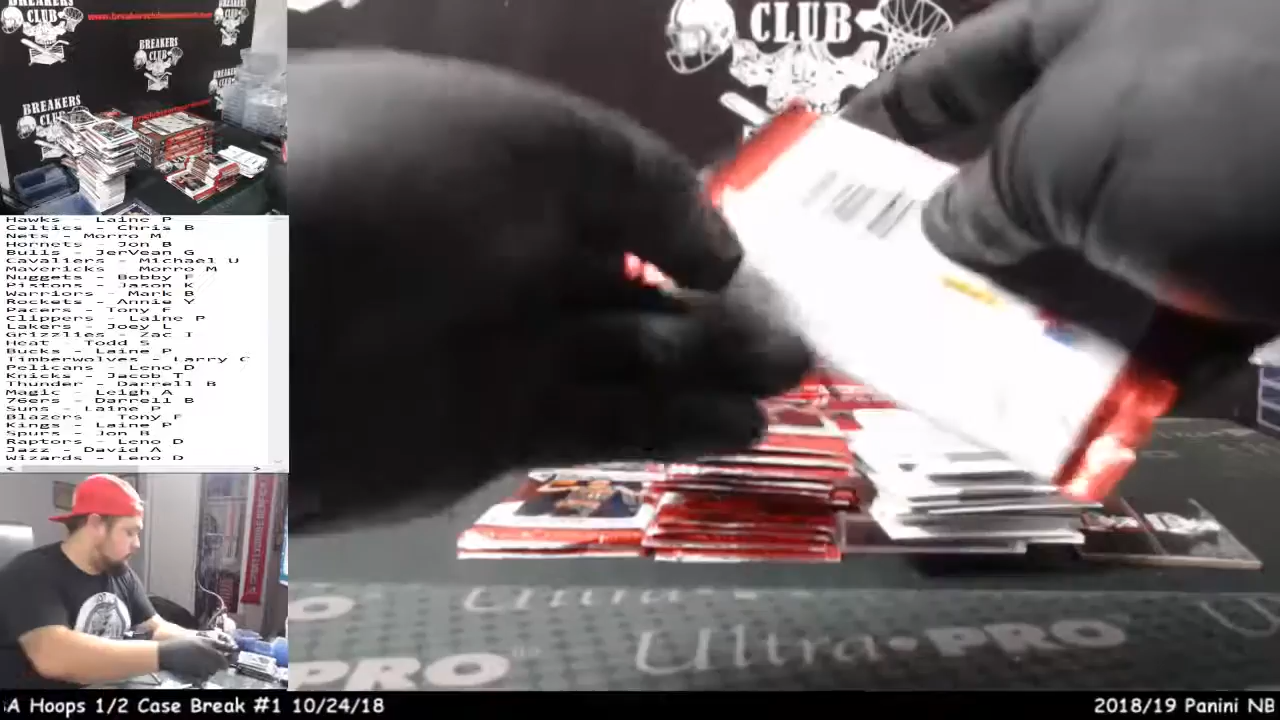 BREAKERS
CLUB
www.breakersclub
BREAKERS
CLUB
BREAKERS
CLUB
Hawks - Laine P
Celtics - Chris B
Nets - Morro M
Hornets - Jon B
Bulls - JerVean G
Cavaliers - Michael U
Mavericks - Morro M
Nuggets - Bobby F
Pistons - Jason K
Warriors - Mark B
Rockets - Annie Y
Pacers - Tony F
Clippers - Laine P
Lakers - Joey L
Grizzlies - Zac I
Heat - Todd S
Bucks - Laine P
Timberwolves - Larry C
Pelicans - Leno D
Knicks - Jacob T
Thunder - Darrell B
Magic - Leigh A
76ers - Darrell B
Suns - Laine P
Blazers - Tony F
Kings - Laine P
Spurs - Jon B
Raptors - Leno D
Jazz - David A
Wizards - Leno D
CLUB
Ultra
Ultra•PRO
PRO
A Hoops 1/2 Case Break #1 10/24/18
2018/19 Panini NB